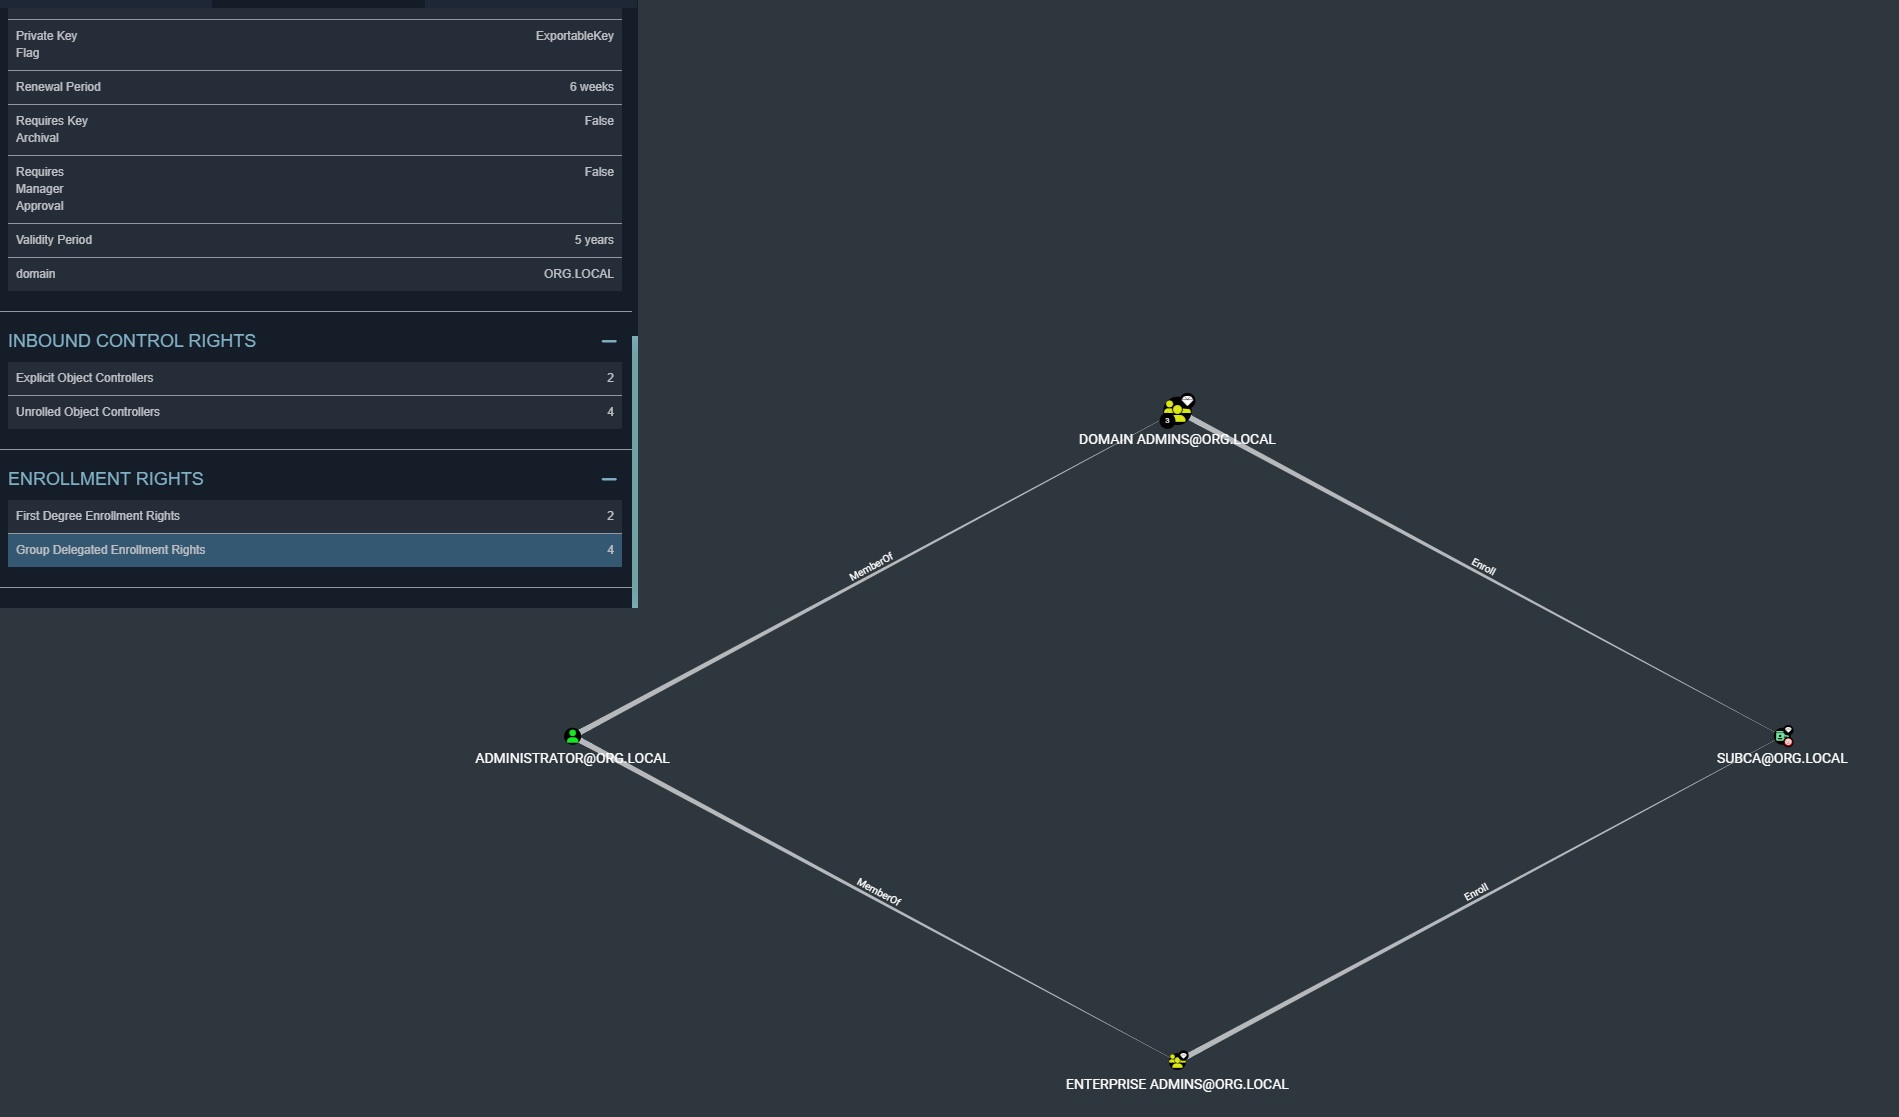 Private Key
Flag
ExportableKey
Renewal Period
6 weeks
Requires Key
Archival
False
Requires
Manager
Approval
False
Validity Period
5 years
domain
ORG.LOCAL
INBOUND CONTROL RIGHTS
Explicit Object Controllers
2
Unrolled Object Controllers
4
ENROLLMENT RIGHTS
First Degree Enrollment Rights
2
Group Delegated Enrollment Rights
4
3
DOMAIN ADMINS@ORG.LOCAL
MemberOf
Enroll
ADMINISTRATOR@ORG.LOCAL
SUBCA@ORG.LOCAL
MemberOf
Enroll
ENTERPRISE ADMINS@ORG.LOCAL